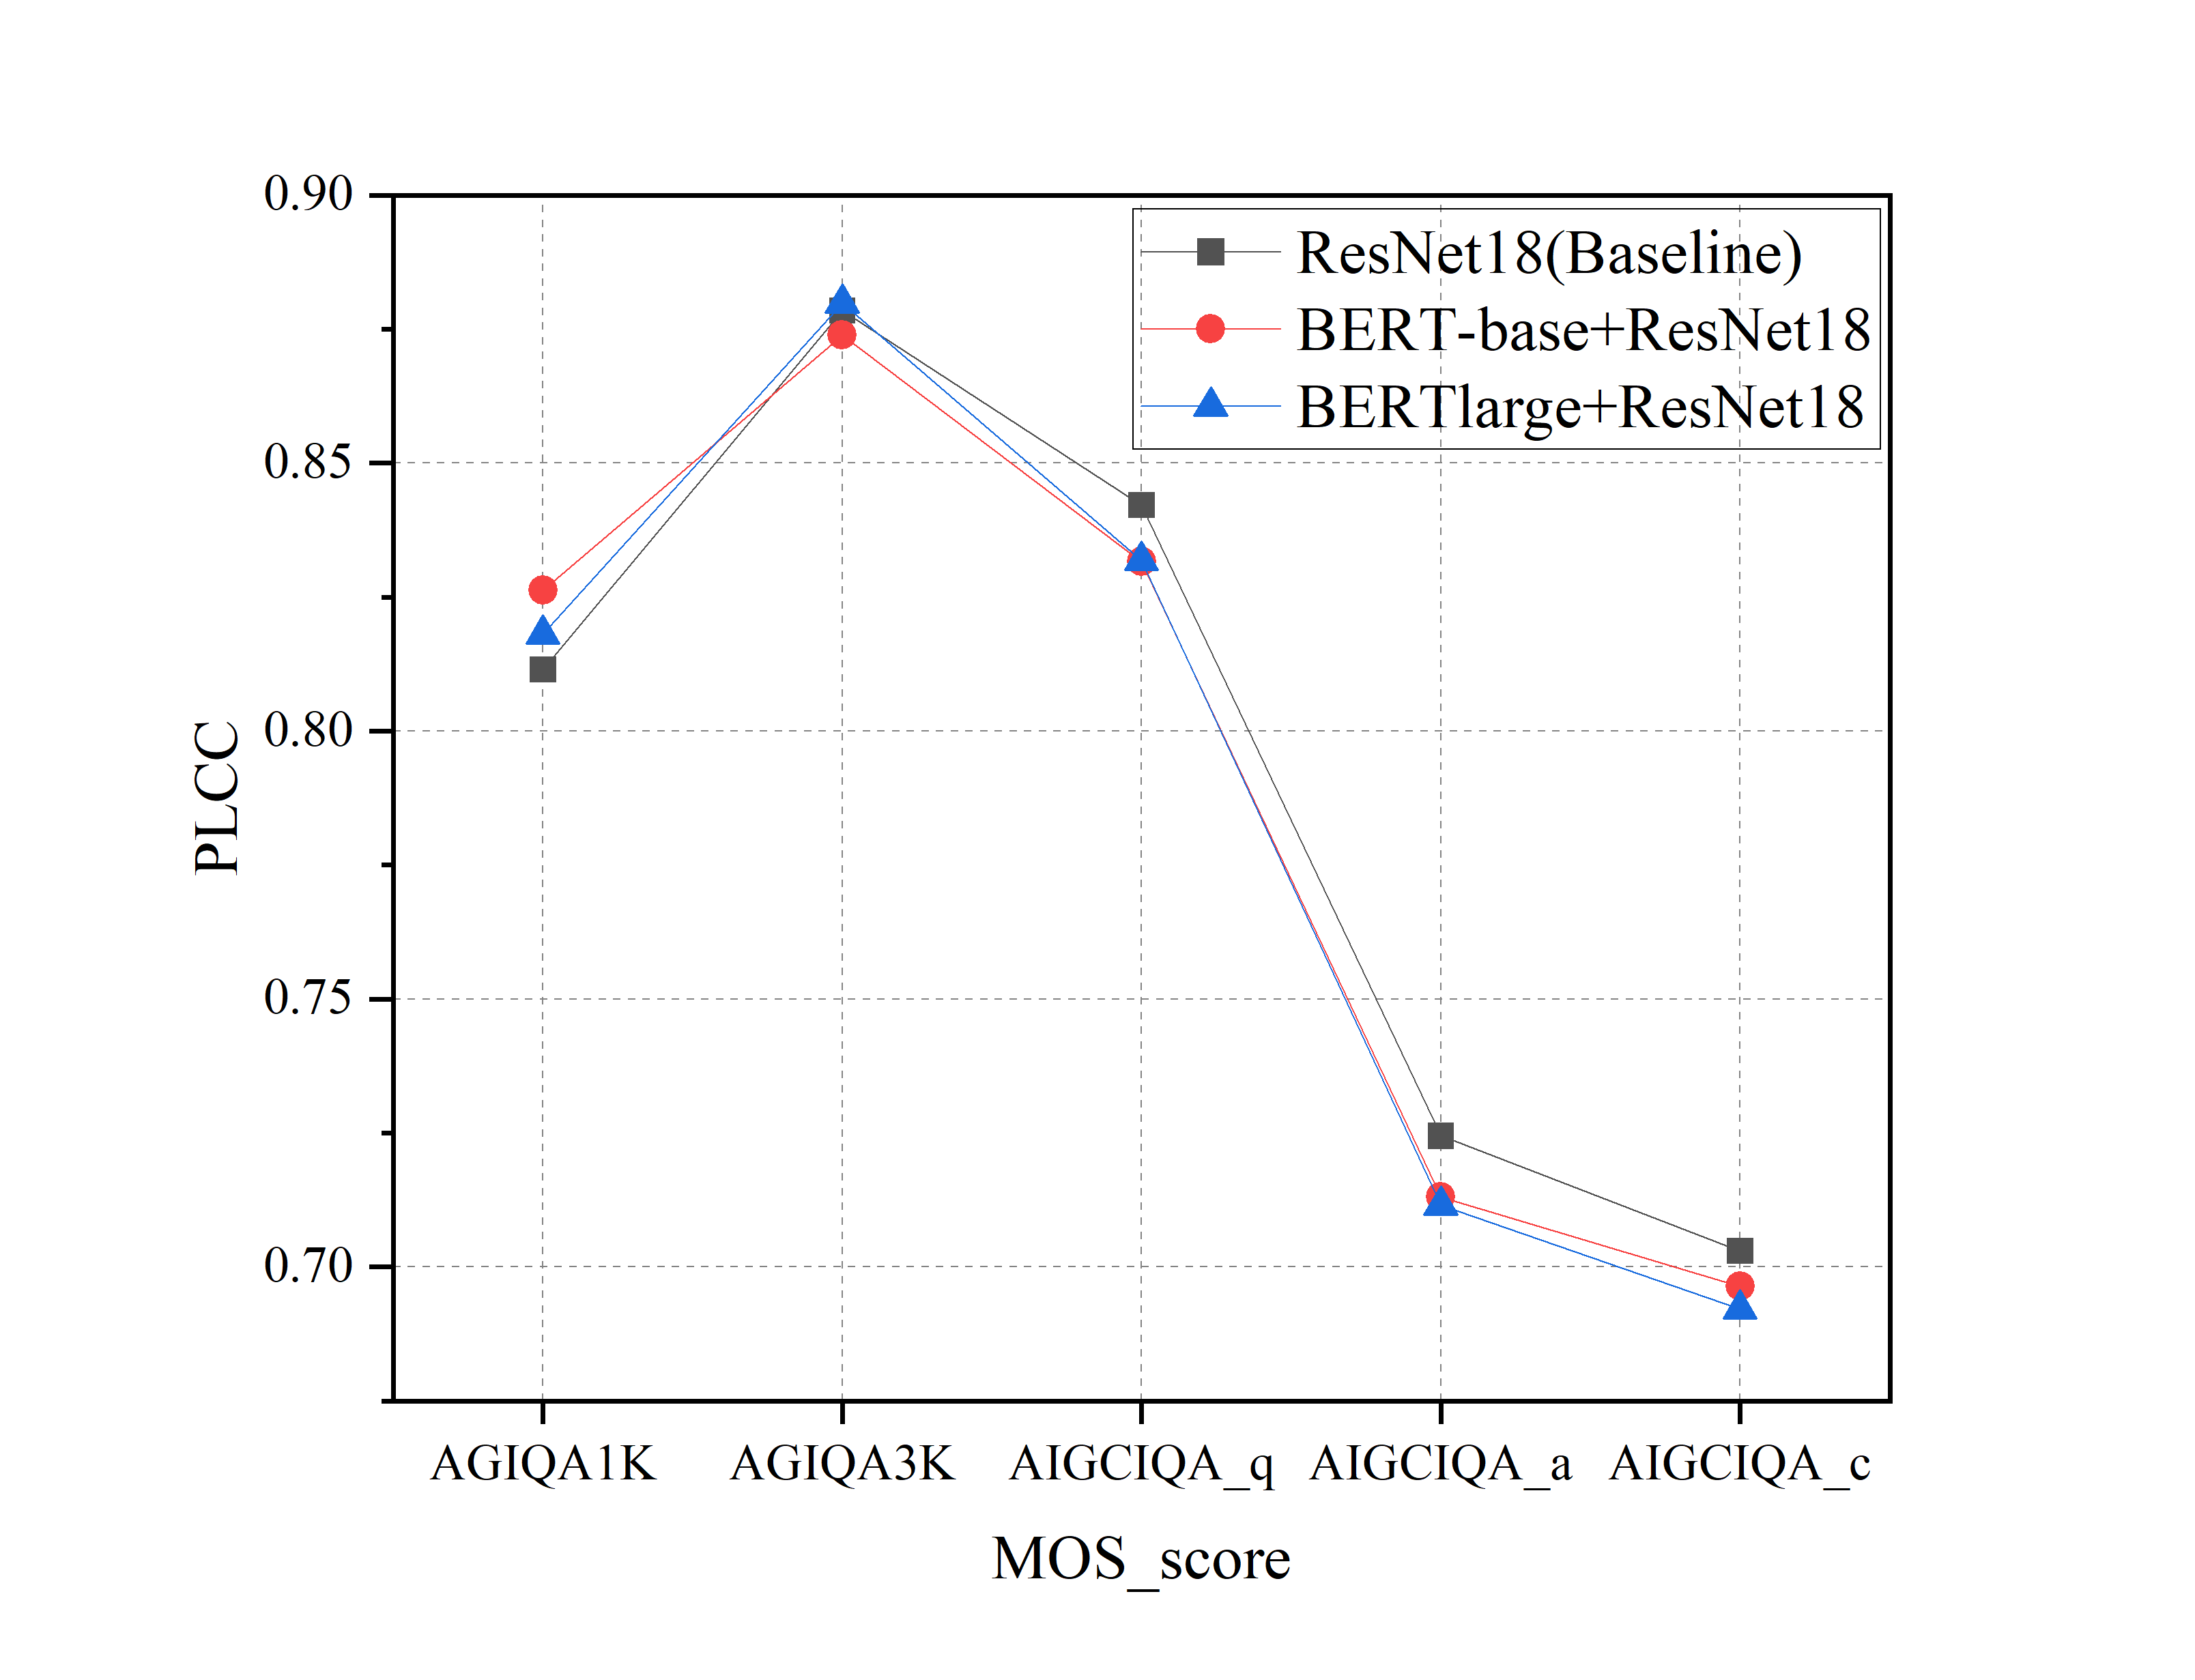 0.90
0.85
0.80
0.75
0.70
PLCC
ResNet18(Baseline)
BERT-base+ResNet18
BERTlarge+ResNet18
AGIQA1K AGIQA3K AIGCIQA_q AIGCIQA_a AIGCIQA_c
MOS_score